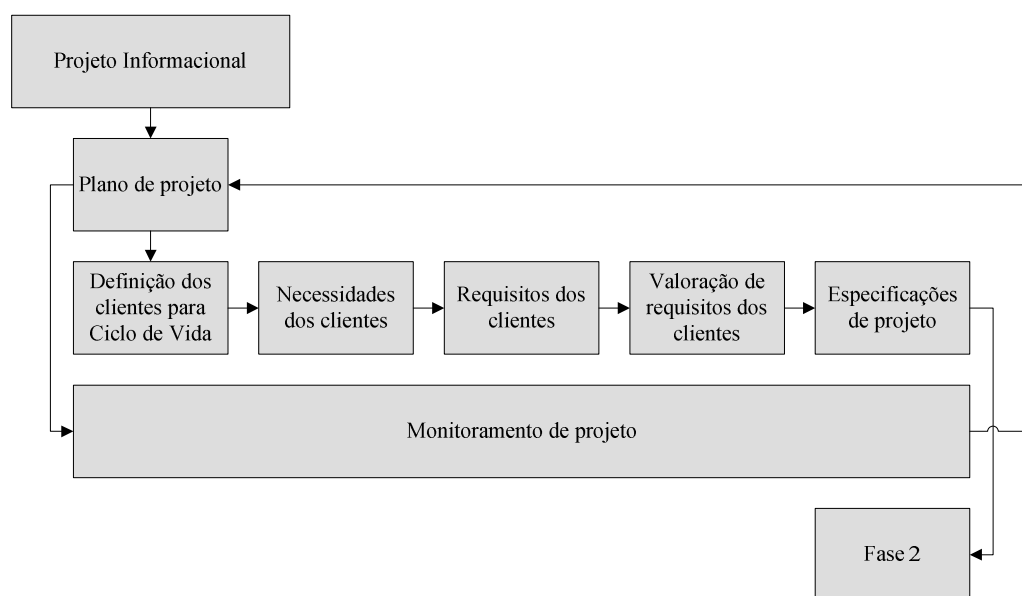 Projeto Informacional
Plano de projeto
Definição dos
clientes para
Ciclo de Vida
Necessidades
dos clientes
Requisitos dos
clientes
Valoração de
requisitos dos
clientes
Especificações
de projeto
Monitoramento de projeto
Fase 2